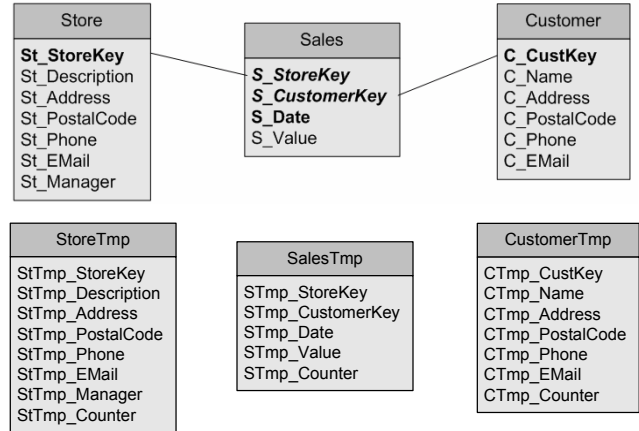 Store
St_StoreKey
St_Description
St_Address
St_PostalCode
St_Phone
St_EMail
St_Manager
Sales
S_StoreKey
S_CustomerKey
S_Date
S_Value
Customer
C_CustKey
C_Name
C_Address
C_PostalCode
C_Phone
C_EMail
StoreTmp
StTmp_StoreKey
StTmp_Description
StTmp_Address
StTmp_PostalCode
StTmp_Phone
StTmp_EMail
StTmp_Manager
StTmp_Counter
SalesTmp
STmp_StoreKey
STmp_CustomerKey
STmp_Date
STmp_Value
STmp_Counter
CustomerTmp
CTmp_CustKey
CTmp_Name
CTmp_Address
CTmp_PostalCode
CTmp_Phone
CTmp_EMail
CTmp_Counter